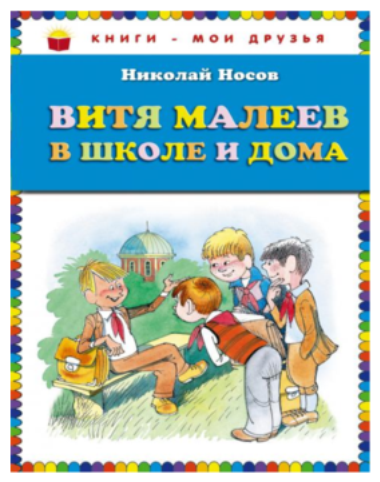 КНИГИ - МОИ ДРУЗЬЯ
Николай Носов
ВИТЯ МАЛЕЕВ
В ШКОЛЕ И ДОМА